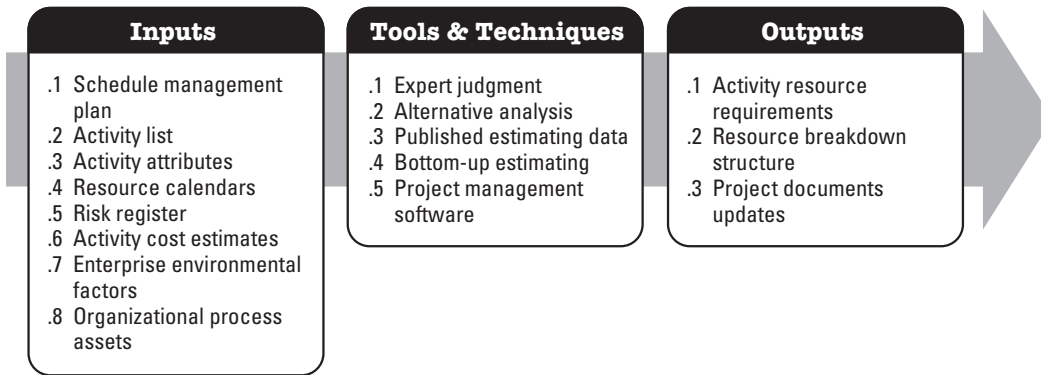 Inputs
.1 Schedule management
plan
.2 Activity list
.3 Activity attributes
.4 Resource calendars
.5 Risk register
.6 Activity cost estimates
.7 Enterprise environmental
factors
.8 Organizational process
assets
Tools & Techniques
.1 Expert judgment
.2 Alternative analysis
.3 Published estimating data
.4 Bottom-up estimating
.5 Project management
software
Outputs
.1 Activity resource
requirements
.2 Resource breakdown
structure
.3 Project documents
updates